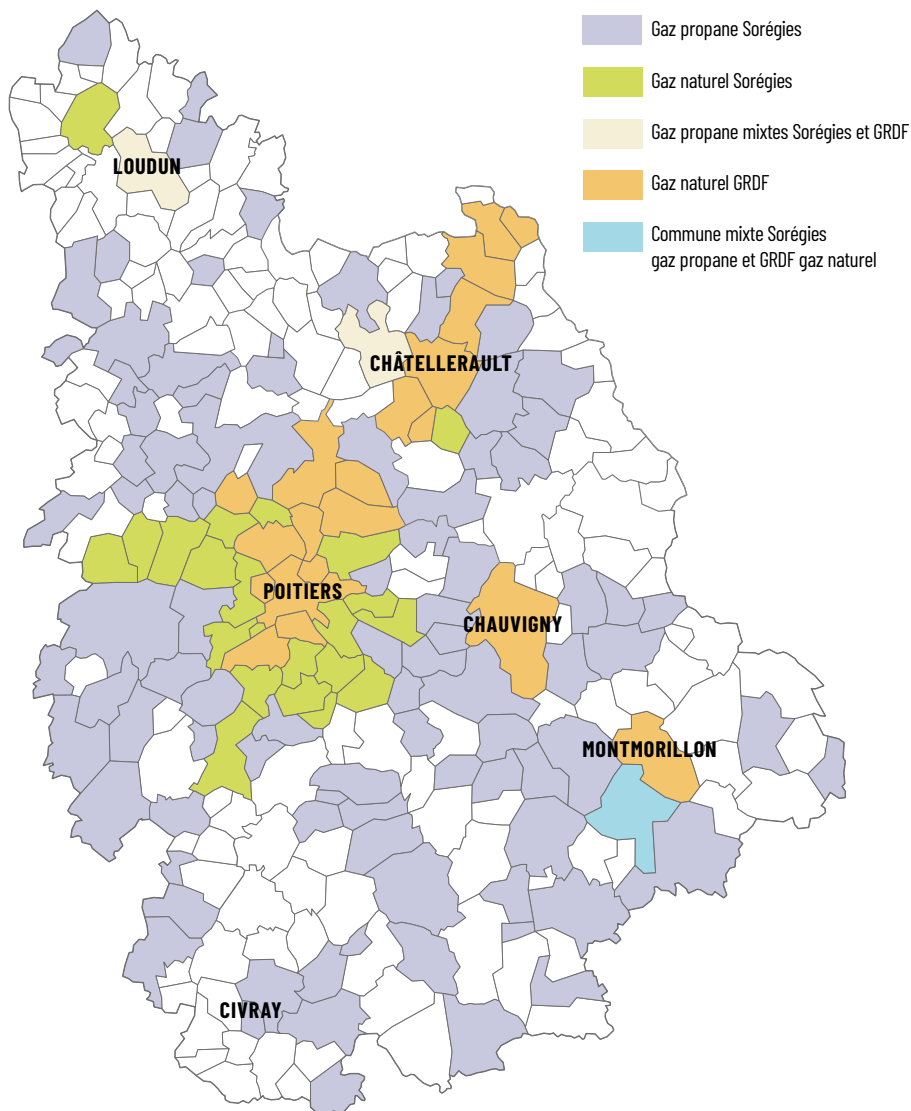 Gaz propane Sorégies
Gaz naturel Sorégies
Gaz propane mixtes Sorégies et GRDF
Gaz naturel GRDF
Commune mixte Sorégies
gaz propane et GRDF gaz naturel
LOUDUN
CHÂTELLERAULT
POITIERS
CHAUVIGNY
MONTMORILLON
CIVRAY